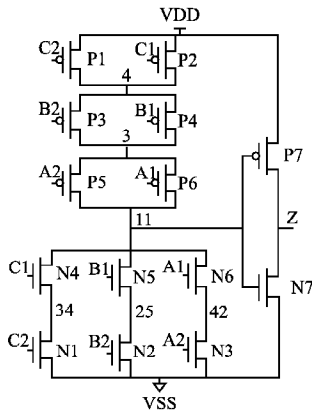 VDD
C2 P1 C1 P2
4
B2 P3 B1 P4
3
A2 P5 A1 P6
P7
11
Z
C1 N4 B1 N5 A1 N6
N7
34 25 42
C2 N1 B2 N2 A2 N3
VSS